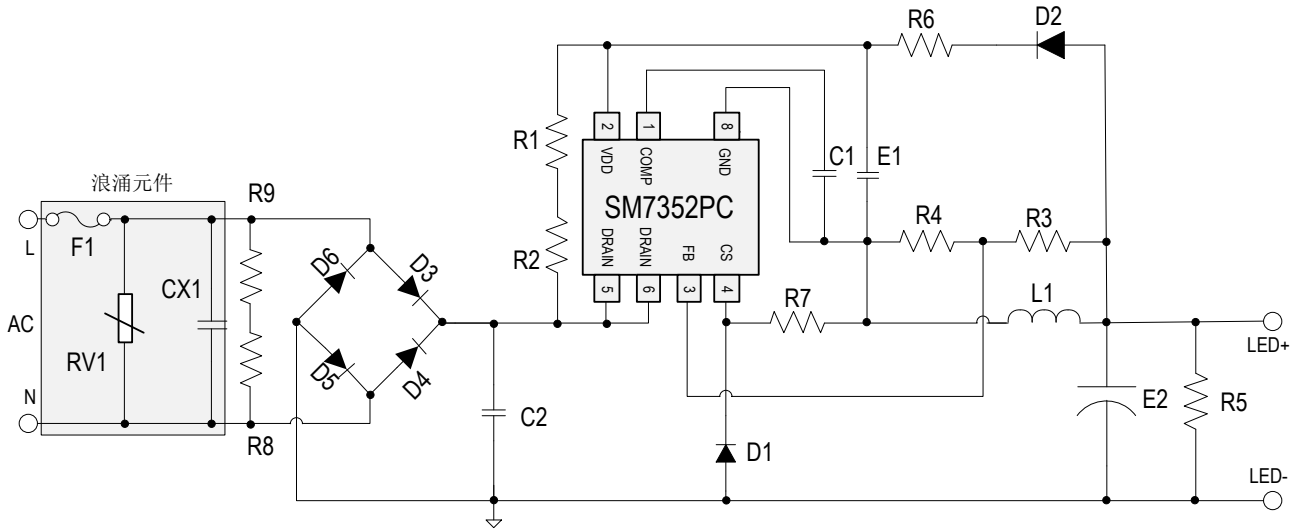 R6
D2
2
1
8
VDD
COMP
GND
R1
C1
E1
浪涌元件
SM7352PC
R9
R4
R3
L
F1
D6
D3
R2
DRAIN
DRAIN
FB
CS
5
6
3
4
CX1
R7
L1
AC
LED+
RV1
D5
D4
N
C2
E2
R5
R8
D1
LED-